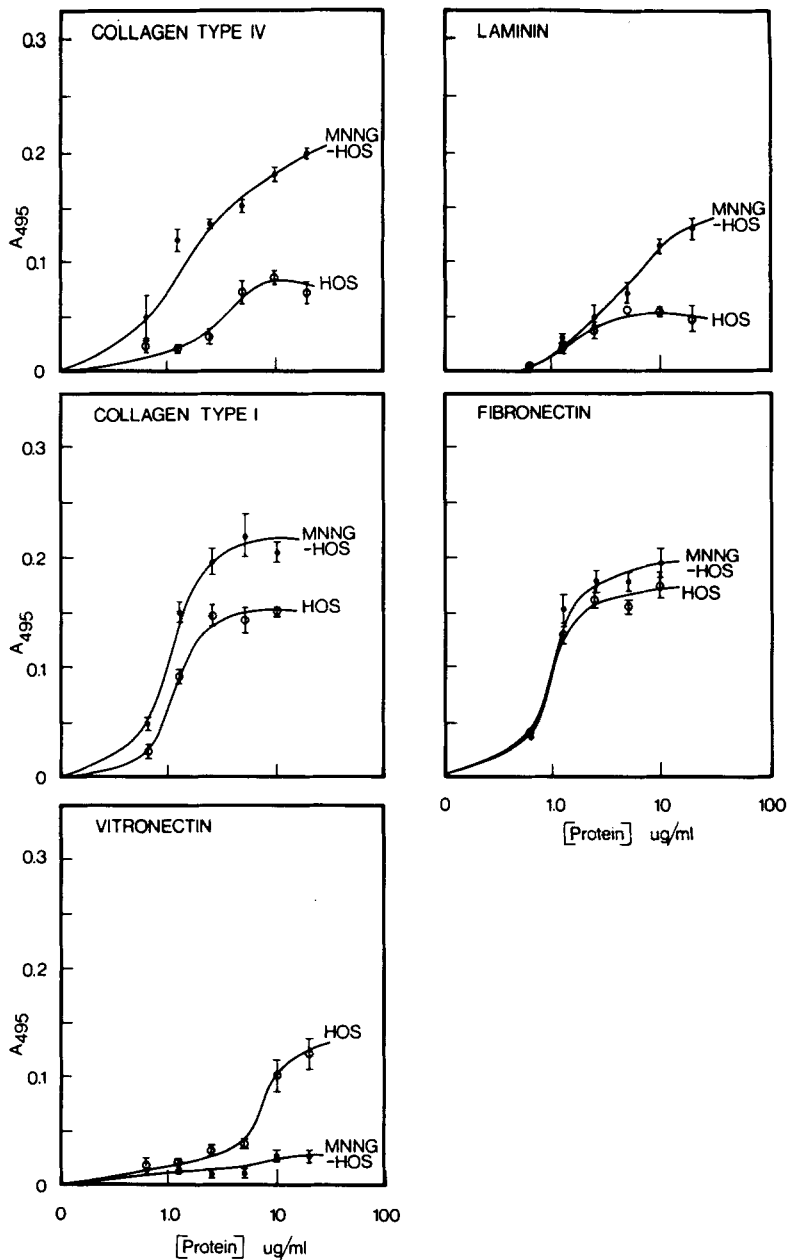 COLLAGEN TYPE IV
0.3
0.2
0.1
0
A495
MNNG
-HOS
HOS
LAMININ
MNNG
-HOS
HOS
COLLAGEN TYPE I
0.3
0.2
0.1
0
A495
MNNG
-HOS
HOS
FIBRONECTIN
MNNG
-HOS
HOS
0 1.0 10 100
[Protein] ug/ml
VITRONECTIN
0.3
0.2
0.1
0
A495
HOS
MNNG
-HOS
0 1.0 10 100
[Protein] ug/ml